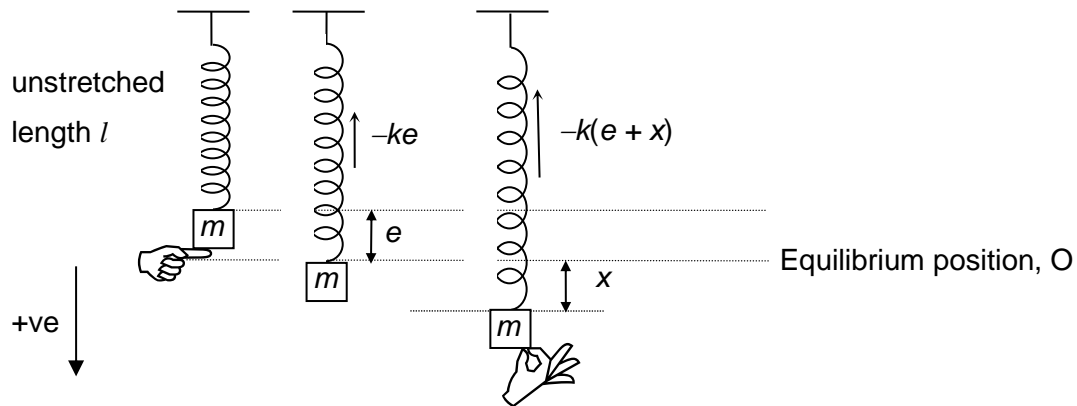 unstretched
length l
–ke
–k(e + x)
m
e
m
Equilibrium position, O
x
+ve
m